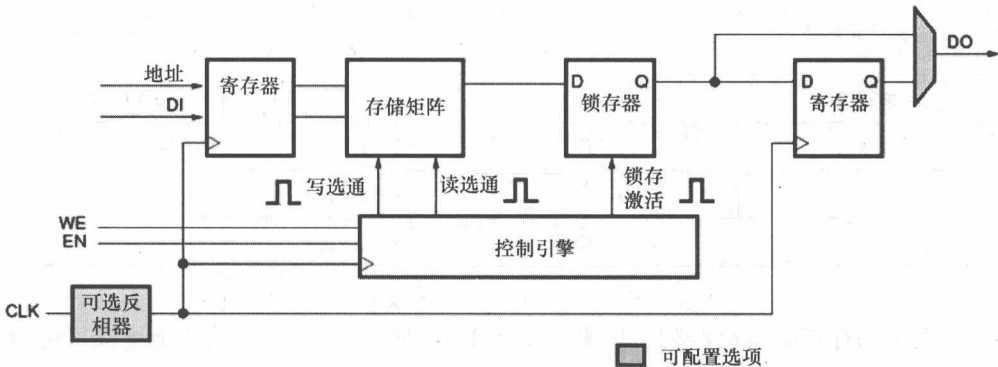 地址
DI
寄存器
存储矩阵
D
Q
锁存器
D
Q
寄存器
DO
写选通
读选通
锁存
激活
WE
EN
控制引擎
CLK
可选反
相器
可配置选项